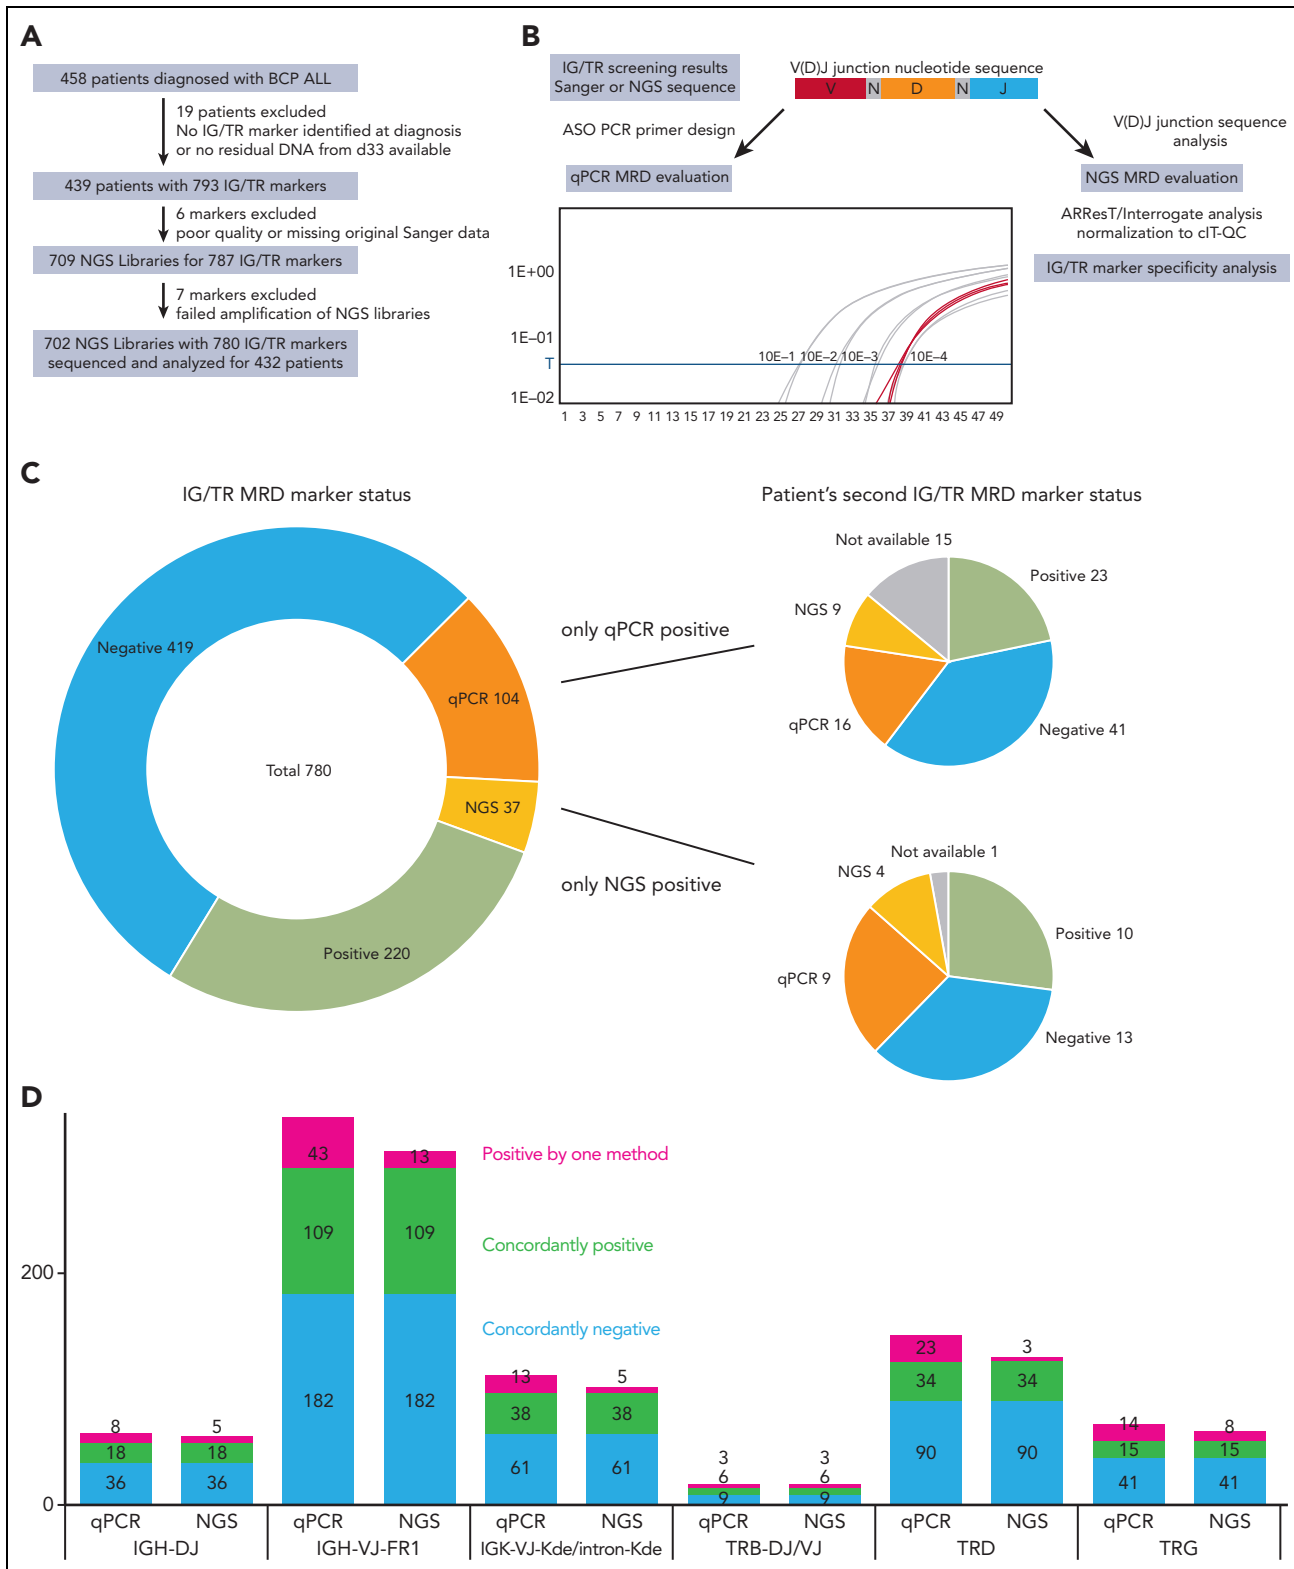 A
458 patients diagnosed with BCP ALL
19 patients excluded
No IG/TR marker identified at diagnosis
or no residual DNA from d33 available
439 patients with 793 IG/TR markers
6 markers excluded
poor quality or missing original Sanger data
709 NGS Libraries for 787 IG/TR markers
7 markers excluded
failed amplification of NGS libraries
702 NGS Libraries with 780 IG/TR markers
sequenced and analyzed for 432 patients
B
IG/TR screening results
Sanger or NGS sequence
V(D)J junction nucleotide sequence
V N D N J
ASO PCR primer design
V(D)J junction sequence
analysis
qPCR MRD evaluation
NGS MRD evaluation
ARResT/Interrogate analysis
normalization to cIT-QC
IG/TR marker specificity analysis
1E+00
1E−01
T
1E−02
10E−1 10E−2 10E−3 10E−4
1 3 5 7 9 11 13 15 17 19 21 23 25 27 29 31 33 35 37 39 41 43 45 47 49
C
IG/TR MRD marker status
Negative 419
qPCR 104
Total 780
NGS 37
Positive 220
only qPCR positive
only NGS positive
Patient's second IG/TR MRD marker status
Not available 15
Positive 23
NGS 9
qPCR 16
Negative 41
Not available 1
NGS 4
Positive 10
qPCR 9
Negative 13
D
Positive by one method
Concordantly positive
Concordantly negative
200
0
8 5 43 13 13 5 3 3 23 3 14 8
18 18 109 109 38 38 6 6 34 34 15 15
36 36 182 182 61 61 9 9 90 90 41 41
qPCR NGS qPCR NGS qPCR NGS qPCR NGS qPCR NGS qPCR NGS
IGH-DJ IGH-VJ-FR1 IGK-VJ-Kde/intron-Kde TRB-DJ/VJ TRD TRG